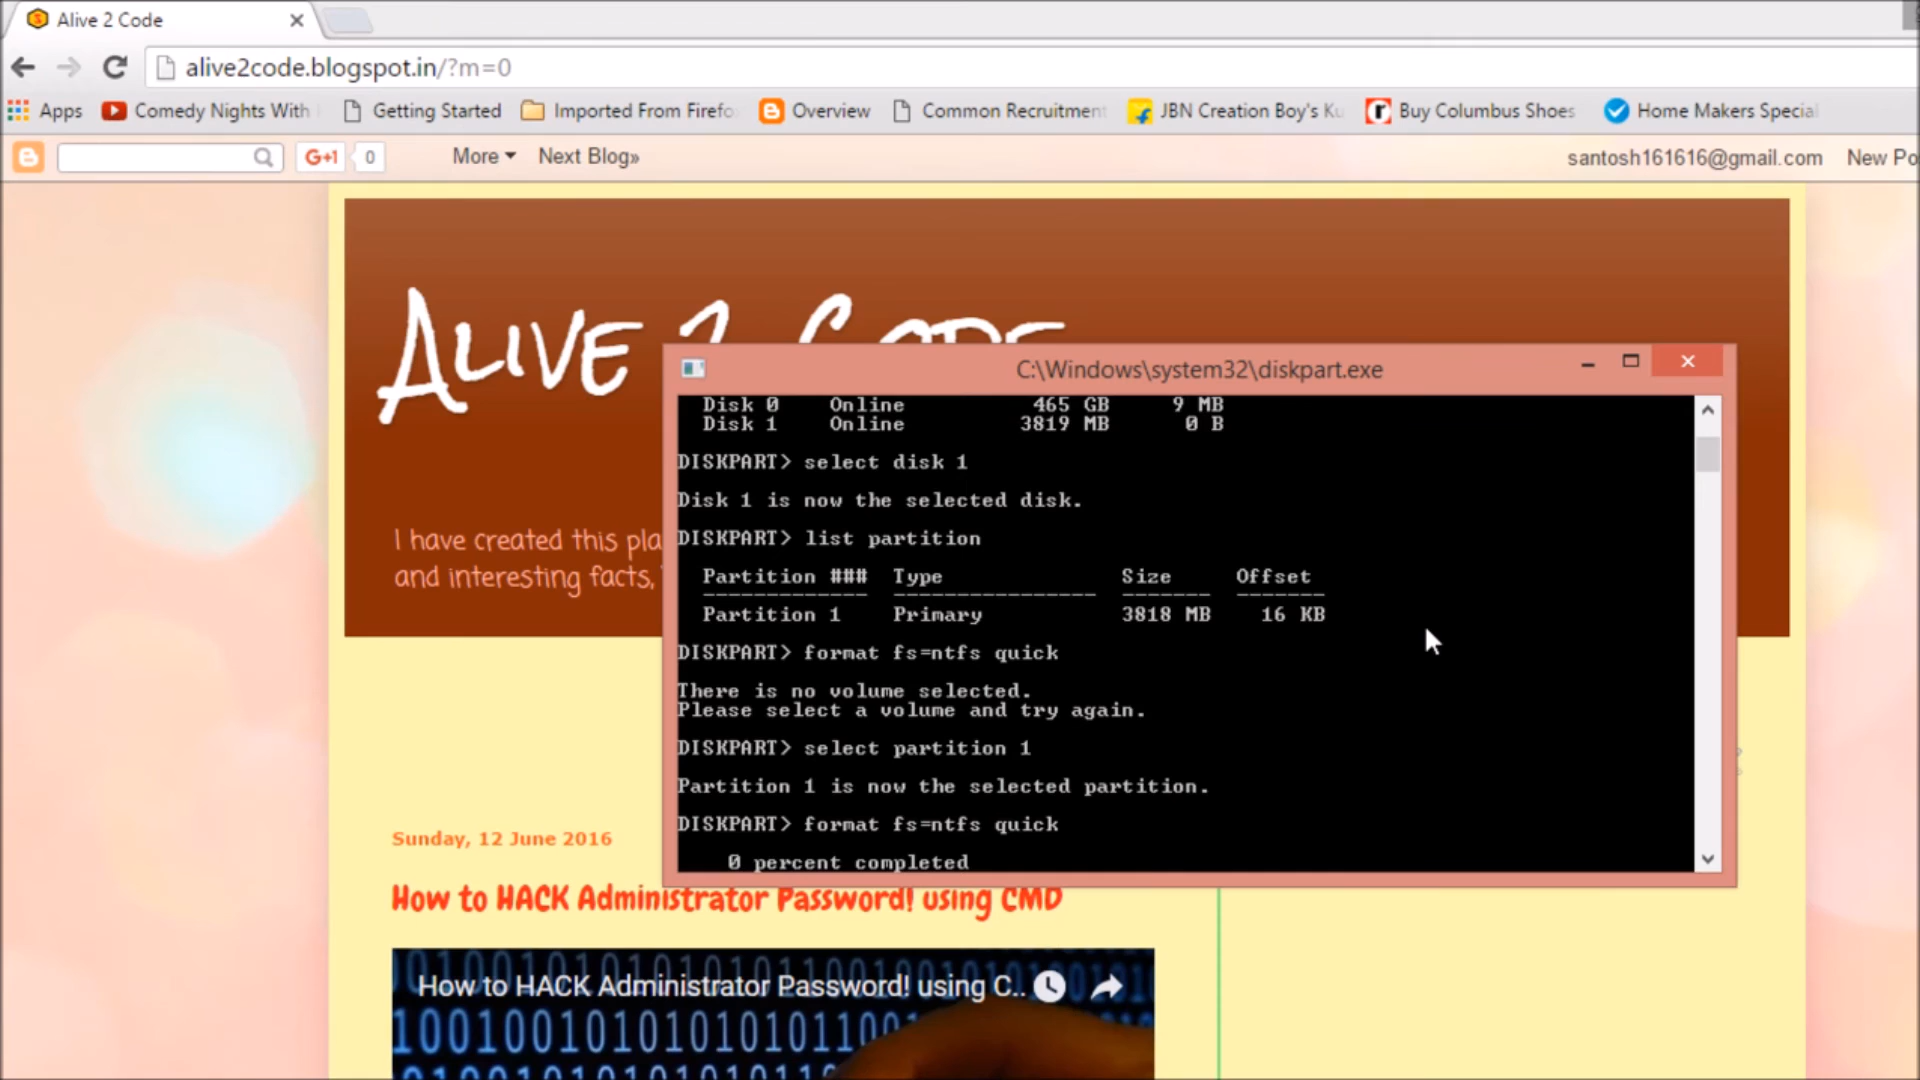 Alive 2 Code
alive2code.blogspot.in/?m=0
Apps Comedy Nights With Getting Started Imported From Firefo Overview Common Recruitment JBN Creation Boy's Ku Buy Columbus Shoes Home Makers Special
G+1 0 More Next Blog» santosh161616@gmail.com New Po
ALIVE 2 CODE
I have created this pla
and interesting facts,
C:\Windows\system32\diskpart.exe
Disk 0 Online 465 GB 9 MB
Disk 1 Online 3819 MB 0 B
DISKPART> select disk 1
Disk 1 is now the selected disk.
DISKPART> list partition
Partition ### Type Size Offset
------------- ---------------- ------- -------
Partition 1 Primary 3818 MB 16 KB
DISKPART> format fs=ntfs quick
There is no volume selected.
Please select a volume and try again.
DISKPART> select partition 1
Partition 1 is now the selected partition.
DISKPART> format fs=ntfs quick
0 percent completed
Sunday, 12 June 2016
How to HACK Administrator Password! using CMD
How to HACK Administrator Password! using C..